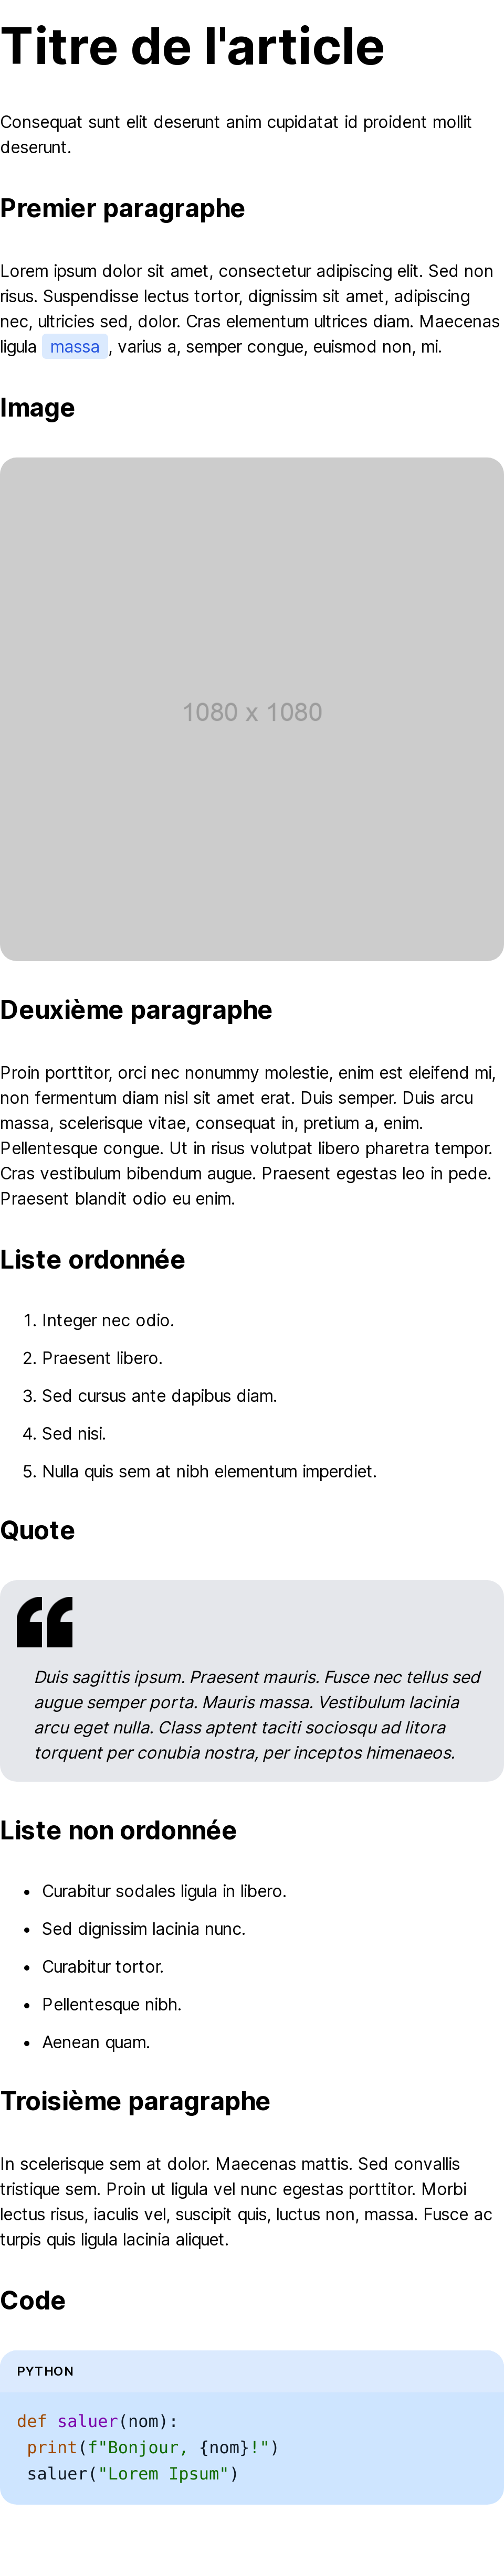 Titre de l'article
Consequat sunt elit deserunt anim cupidatat id proident mollit
deserunt.
Premier paragraphe
Lorem ipsum dolor sit amet, consectetur adipiscing elit. Sed non
risus. Suspendisse lectus tortor, dignissim sit amet, adipiscing
nec, ultricies sed, dolor. Cras elementum ultrices diam. Maecenas
ligula massa , varius a, semper congue, euismod non, mi.
Image
1080 x 1080
Deuxième paragraphe
Proin porttitor, orci nec nonummy molestie, enim est eleifend mi,
non fermentum diam nisl sit amet erat. Duis semper. Duis arcu
massa, scelerisque vitae, consequat in, pretium a, enim.
Pellentesque congue. Ut in risus volutpat libero pharetra tempor.
Cras vestibulum bibendum augue. Praesent egestas leo in pede.
Praesent blandit odio eu enim.
Liste ordonnée
1. Integer nec odio.
2. Praesent libero.
3. Sed cursus ante dapibus diam.
4. Sed nisi.
5. Nulla quis sem at nibh elementum imperdiet.
Quote
Duis sagittis ipsum. Praesent mauris. Fusce nec tellus sed
augue semper porta. Mauris massa. Vestibulum lacinia
arcu eget nulla. Class aptent taciti sociosqu ad litora
torquent per conubia nostra, per inceptos himenaeos.
Liste non ordonnée
• Curabitur sodales ligula in libero.
• Sed dignissim lacinia nunc.
• Curabitur tortor.
• Pellentesque nibh.
• Aenean quam.
Troisième paragraphe
In scelerisque sem at dolor. Maecenas mattis. Sed convallis
tristique sem. Proin ut ligula vel nunc egestas porttitor. Morbi
lectus risus, iaculis vel, suscipit quis, luctus non, massa. Fusce ac
turpis quis ligula lacinia aliquet.
Code
PYTHON
def saluer(nom):
print(f"Bonjour, {nom}!")
saluer("Lorem Ipsum")